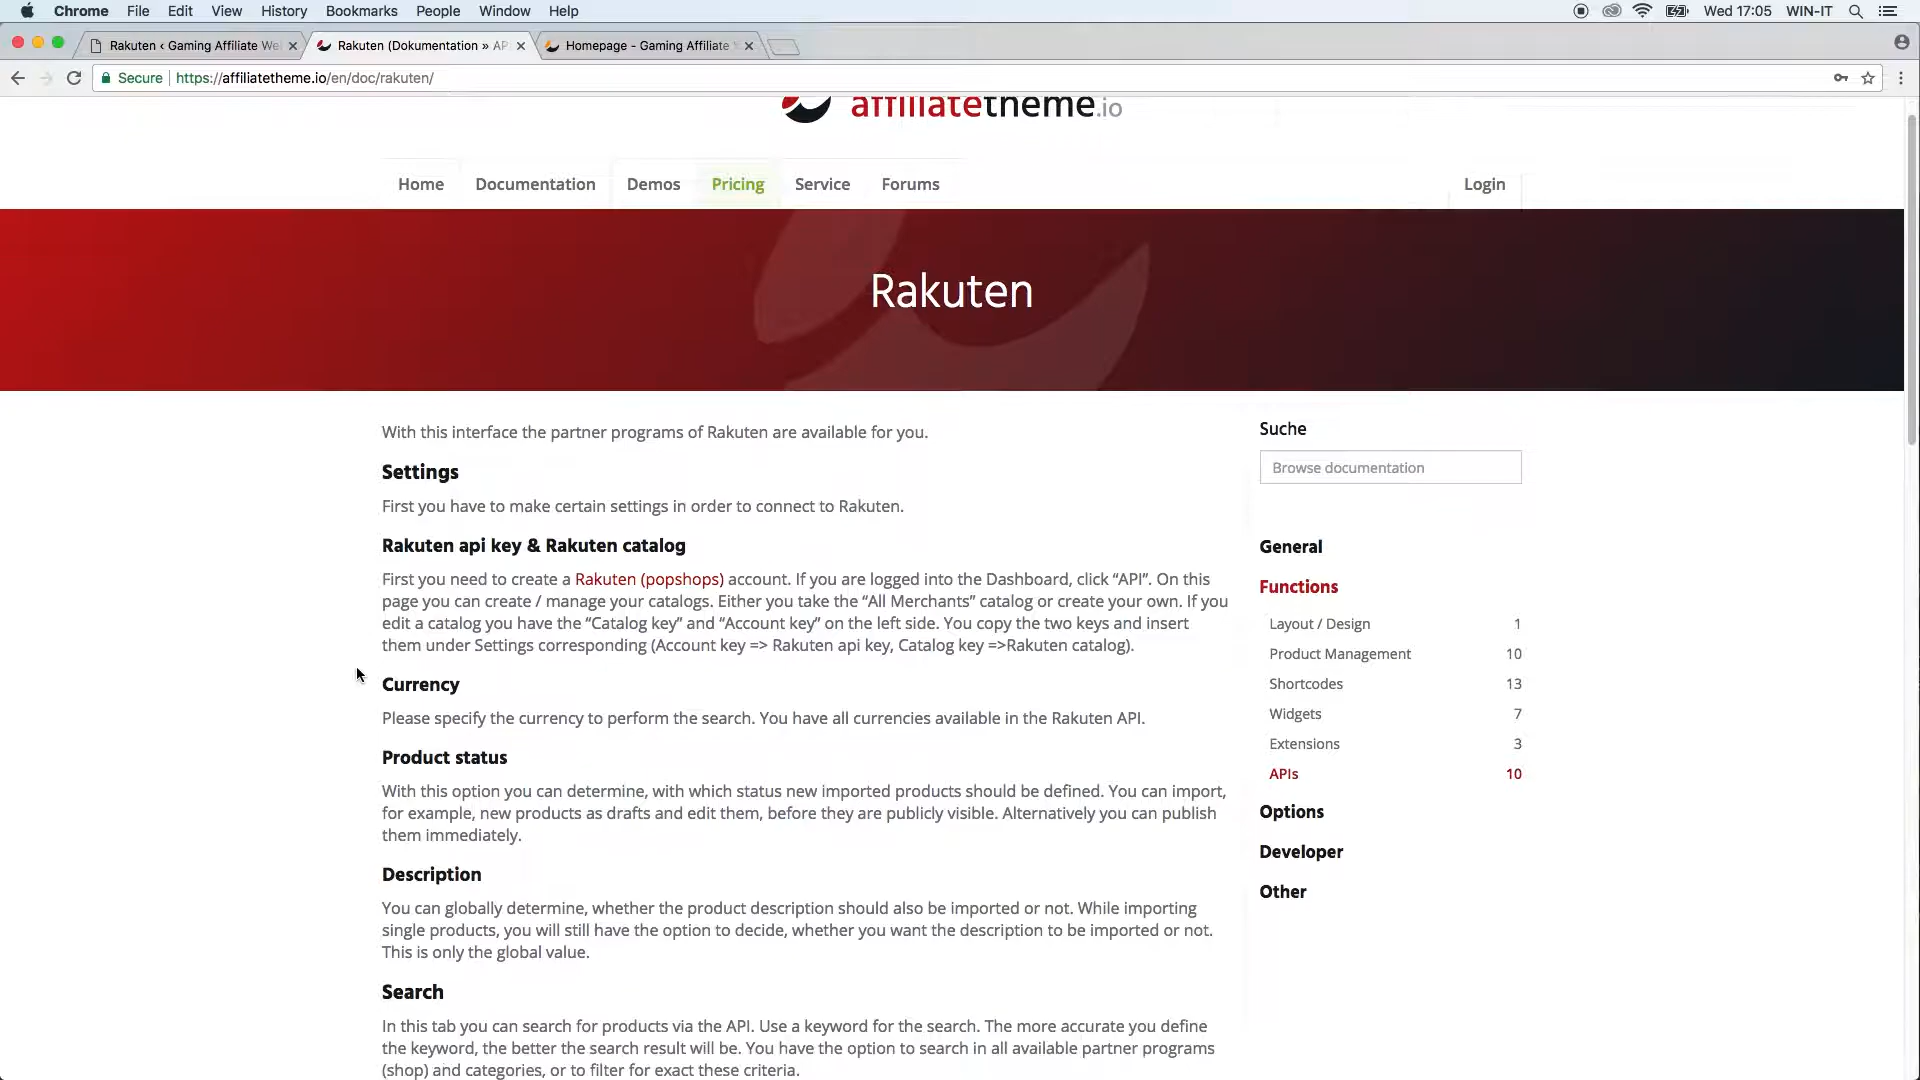 Chrome File Edit View History Bookmarks People Window Help Wed 17:05 WIN-IT
Rakuten ‹ Gaming Affiliate We
Rakuten (Dokumentation » AP
Homepage - Gaming Affiliate
Secure https://affiliatetheme.io/en/doc/rakuten/
affiliatetheme.io
Home Documentation Demos Pricing Service Forums Login
Rakuten
With this interface the partner programs of Rakuten are available for you.
Settings
First you have to make certain settings in order to connect to Rakuten.
Rakuten api key & Rakuten catalog
First you need to create a Rakuten (popshops) account. If you are logged into the Dashboard, click “API”. On this
page you can create / manage your catalogs. Either you take the “All Merchants” catalog or create your own. If you
edit a catalog you have the “Catalog key” and “Account key” on the left side. You copy the two keys and insert
them under Settings corresponding (Account key => Rakuten api key, Catalog key =>Rakuten catalog).
Currency
Please specify the currency to perform the search. You have all currencies available in the Rakuten API.
Product status
With this option you can determine, with which status new imported products should be defined. You can import,
for example, new products as drafts and edit them, before they are publicly visible. Alternatively you can publish
them immediately.
Description
You can globally determine, whether the product description should also be imported or not. While importing
single products, you will still have the option to decide, whether you want the description to be imported or not.
This is only the global value.
Search
In this tab you can search for products via the API. Use a keyword for the search. The more accurate you define
the keyword, the better the search result will be. You have the option to search in all available partner programs
(shop) and categories, or to filter for exact these criteria.
Suche
Browse documentation
General
Functions
Layout / Design 1
Product Management 10
Shortcodes 13
Widgets 7
Extensions 3
APIs 10
Options
Developer
Other